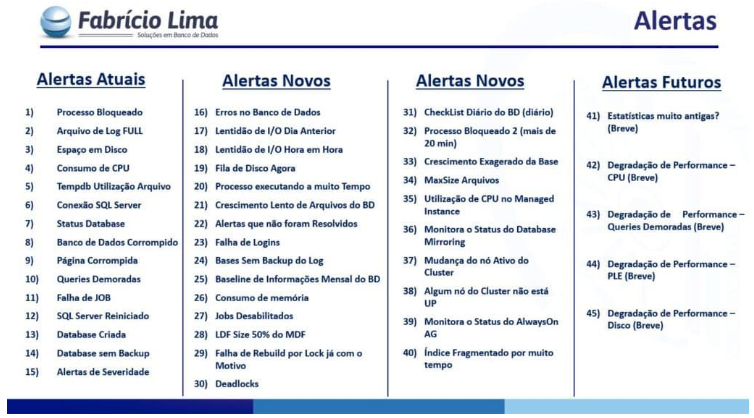 Fabrício Lima
Soluções em Banco de Dados
Alertas
Alertas Atuais
1) Processo Bloqueado
2) Arquivo de Log FULL
3) Espaço em Disco
4) Consumo de CPU
5) Tempdb Utilização Arquivo
6) Conexão SQL Server
7) Status Database
8) Banco de Dados Corrompido
9) Página Corrompida
10) Queries Demoradas
11) Falha de JOB
12) SQL Server Reiniciado
13) Database Criada
14) Database sem Backup
15) Alertas de Severidade
Alertas Novos
16) Erros no Banco de Dados
17) Lentidão de I/O Dia Anterior
18) Lentidão de I/O Hora em Hora
19) Fila de Disco Agora
20) Processo executando a muito Tempo
21) Crescimento Lento de Arquivos do BD
22) Alertas que não foram Resolvidos
23) Falha de Logins
24) Bases Sem Backup do Log
25) Baseline de Informações Mensal do BD
26) Consumo de memória
27) Jobs Desabilitados
28) LDF Size 50% do MDF
29) Falha de Rebuild por Lock já com o
Motivo
30) Deadlocks
Alertas Novos
31) CheckList Diário do BD (diário)
32) Processo Bloqueado 2 (mais de
20 min)
33) Crescimento Exagerado da Base
34) MaxSize Arquivos
35) Utilização de CPU no Managed
Instance
36) Monitora o Status do Database
Mirroring
37) Mudança do nó Ativo do
Cluster
38) Algum nó do Cluster não está
UP
39) Monitora o Status do AlwaysOn
AG
40) Índice Fragmentado por muito
tempo
Alertas Futuros
41) Estatísticas muito antigas?
(Breve)
42) Degradação de Performance –
CPU (Breve)
43) Degradação de Performance –
Queries Demoradas (Breve)
44) Degradação de Performance –
PLE (Breve)
45) Degradação de Performance –
Disco (Breve)